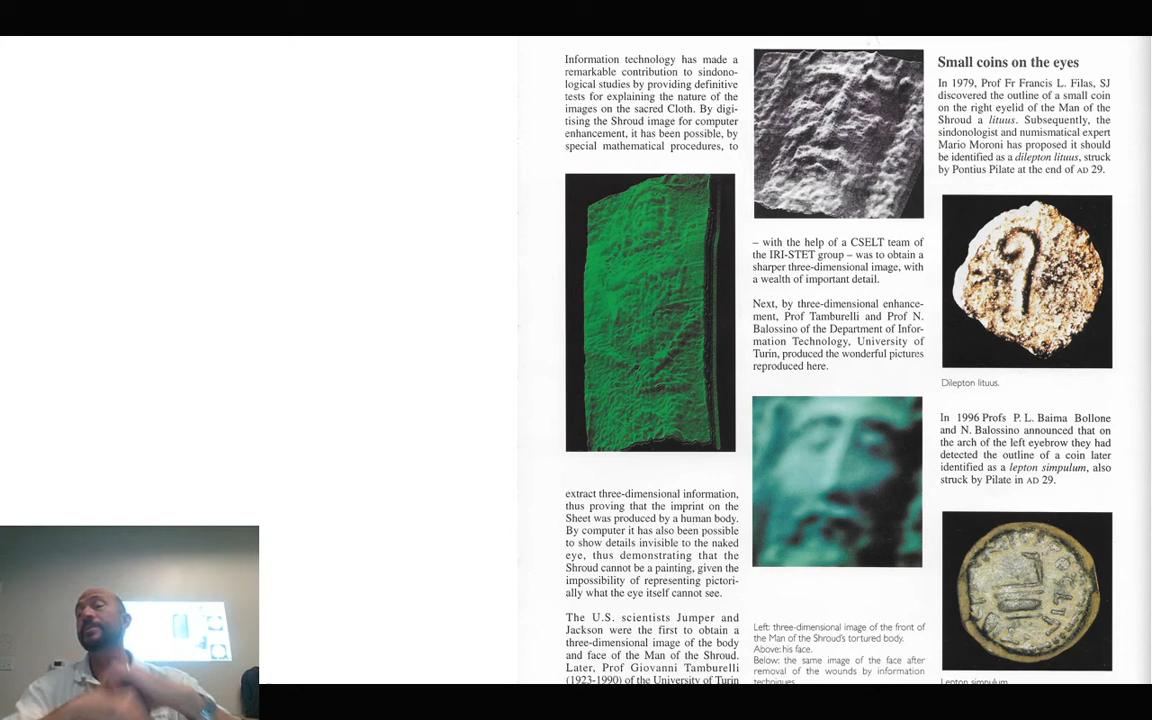 Information technology has made a
remarkable contribution to sindono-
logical studies by providing definitive
tests for explaining the nature of the
images on the sacred Cloth. By digi-
tising the Shroud image for computer
enhancement, it has been possible, by
special mathematical procedures, to
extract three-dimensional information,
thus proving that the imprint on the
Sheet was produced by a human body.
By computer it has also been possible
to show details invisible to the naked
eye, thus demonstrating that the
Shroud cannot be a painting, given the
impossibility of representing pictori-
ally what the eye itself cannot see.
The U.S. scientists Jumper and
Jackson were the first to obtain a
three-dimensional image of the body
and face of the Man of the Shroud.
Later, Prof Giovanni Tamburelli
(1923-1990) of the University of Turin
– with the help of a CSELT team of
the IRI-STET group – was to obtain a
sharper three-dimensional image, with
a wealth of important detail.
Next, by three-dimensional enhance-
ment, Prof Tamburelli and Prof N.
Balossino of the Department of Infor-
mation Technology, University of
Turin, produced the wonderful pictures
reproduced here.
Left: three-dimensional image of the front of
the Man of the Shroud's tortured body.
Above: his face.
Below: the same image of the face after
removal of the wounds by information
techniques.
Small coins on the eyes
In 1979, Prof Fr Francis L. Filas, SJ
discovered the outline of a small coin
on the right eyelid of the Man of the
Shroud a lituus. Subsequently, the
sindonologist and numismatical expert
Mario Moroni has proposed it should
be identified as a dilepton lituus, struck
by Pontius Pilate at the end of AD 29.
Dilepton lituus.
In 1996 Profs P. L. Baima Bollone
and N. Balossino announced that on
the arch of the left eyebrow they had
detected the outline of a coin later
identified as a lepton simpulum, also
struck by Pilate in AD 29.
Lepton simpulum.